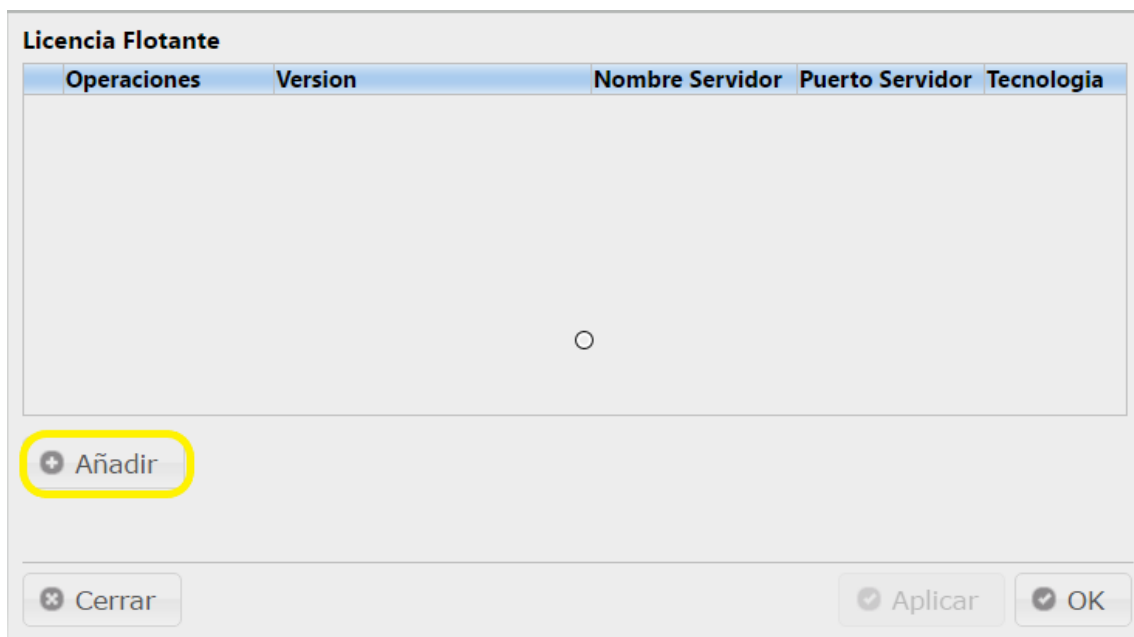 Licencia Flotante
Operaciones Version Nombre Servidor Puerto Servidor Tecnologia
Añadir
Cerrar Aplicar OK